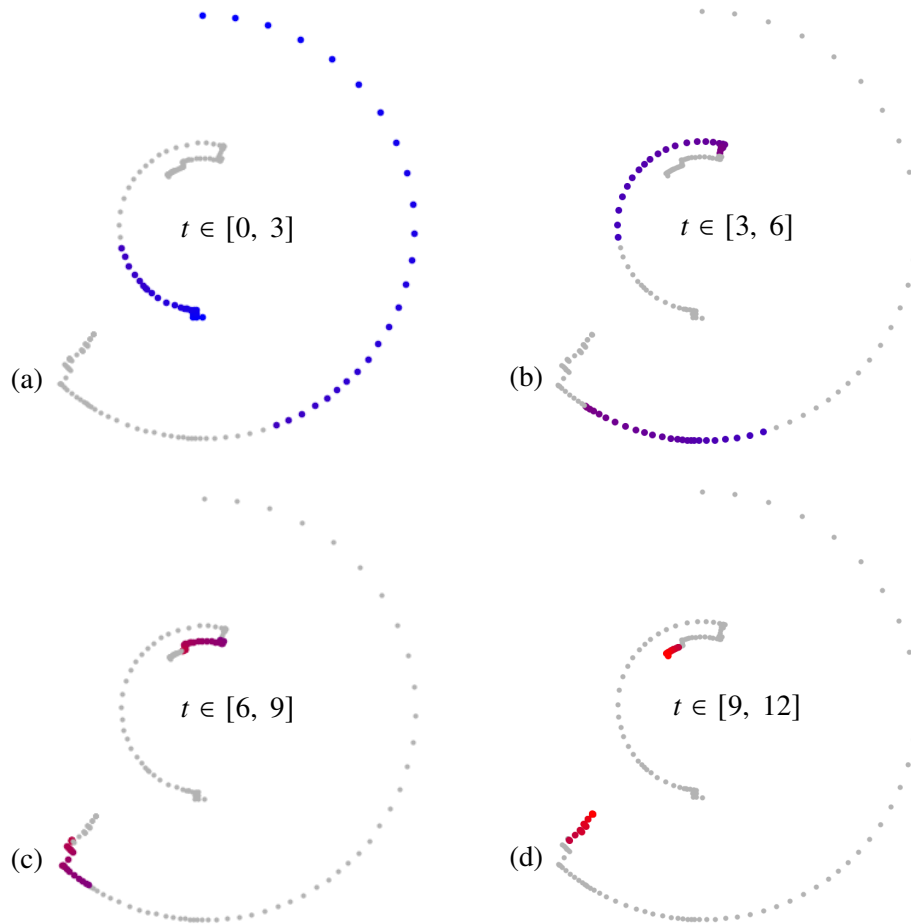 t ∈ [0, 3]
t ∈ [3, 6]
(a)
(b)
t ∈ [6, 9]
t ∈ [9, 12]
(c)
(d)